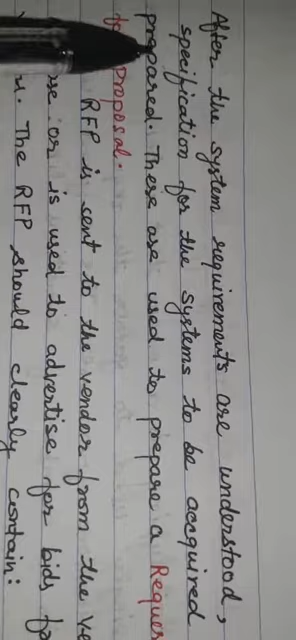 After the system requirements are understood,
specification for the systems to be accquired
prepared. These are used to prepare a Reques
proposal.
RFP is sent to the vendor from the ve
or is used to advertise for bids
The RFP should clearly contain: